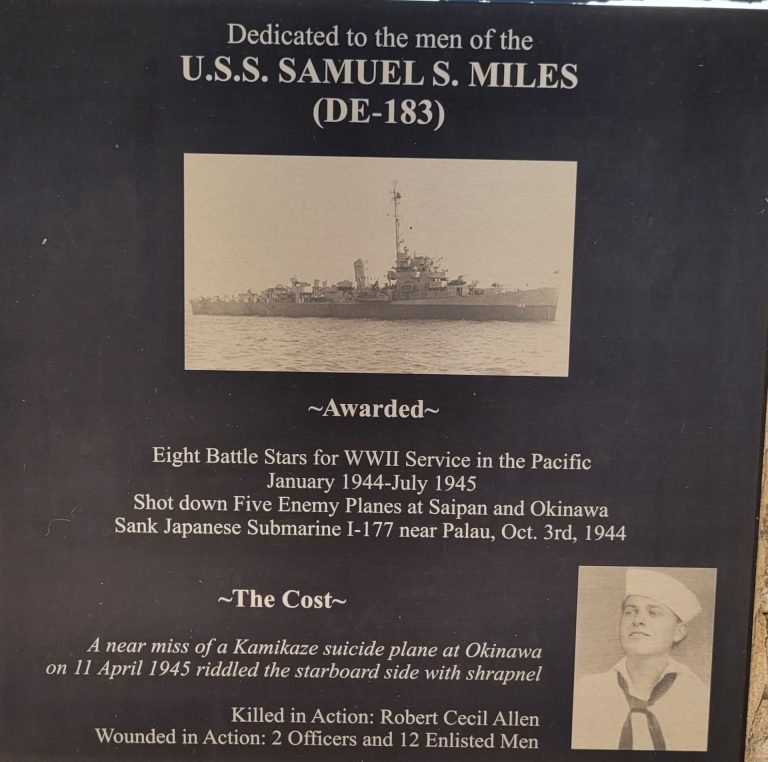 Dedicated to the men of the
U.S.S. SAMUEL S. MILES
(DE-183)
183
~Awarded~
Eight Battle Stars for WWII Service in the Pacific
January 1944-July 1945
Shot down Five Enemy Planes at Saipan and Okinawa
Sank Japanese Submarine I-177 near Palau, Oct. 3rd, 1944
~The Cost~
A near miss of a Kamikaze suicide plane at Okinawa
on 11 April 1945 riddled the starboard side with shrapnel
Killed in Action: Robert Cecil Allen
Wounded in Action: 2 Officers and 12 Enlisted Men